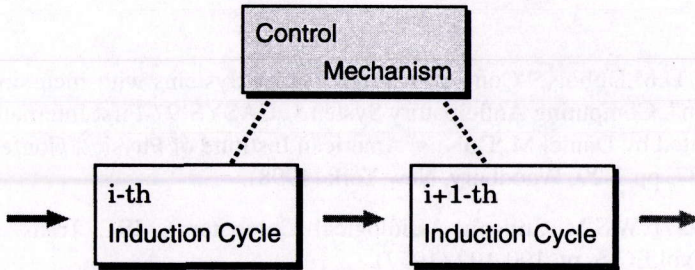 Control
Mechanism
i-th
Induction Cycle
i+1-th
Induction Cycle